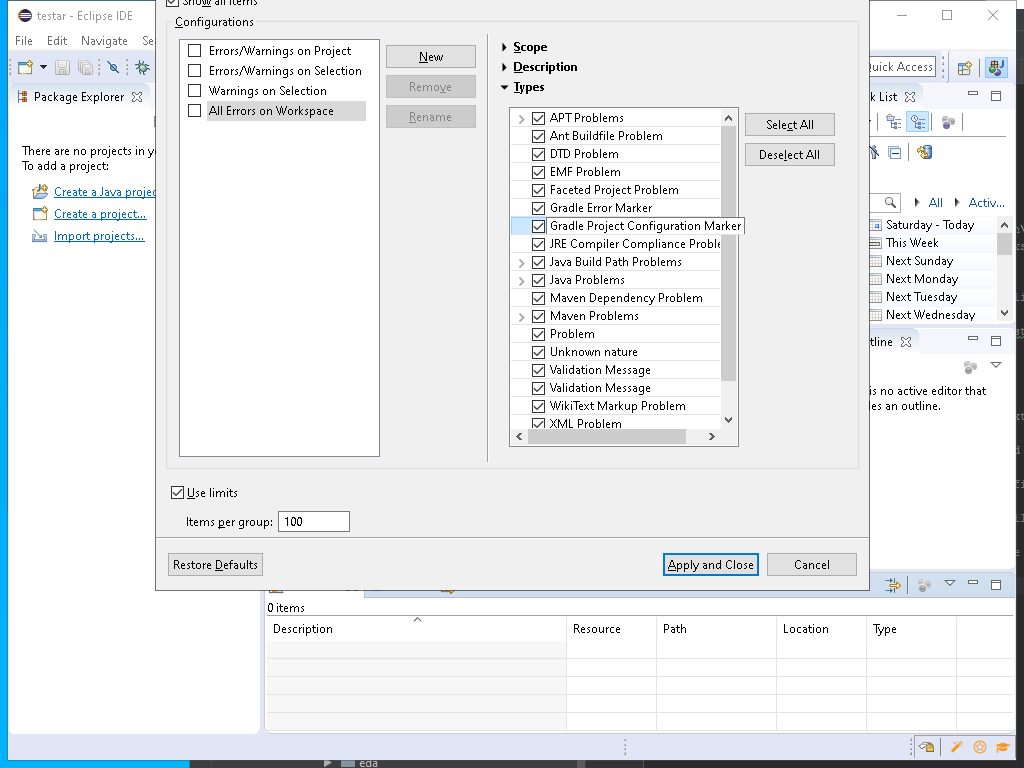 testar - Eclipse IDE
Show all items
File Edit Navigate Se
Configurations
Errors/Warnings on Project
Errors/Warnings on Selection
Warnings on Selection
All Errors on Workspace
New
Remove
Rename
Scope
Description
Types
APT Problems
Ant Buildfile Problem
DTD Problem
EMF Problem
Faceted Project Problem
Gradle Error Marker
Gradle Project Configuration Marker
JRE Compiler Compliance Proble
Java Build Path Problems
Java Problems
Maven Dependency Problem
Maven Problems
Problem
Unknown nature
Validation Message
Validation Message
WikiText Markup Problem
XML Problem
Select All
Deselect All
Use limits
Items per group: 100
Restore Defaults
Apply and Close
Cancel
Package Explorer
There are no projects in y
To add a project:
Create a Java projec
Create a project...
Import projects...
Quick Access
k List
All
Activ...
Saturday - Today
This Week
Next Sunday
Next Monday
Next Tuesday
Next Wednesday
tline
is no active editor that
des an outline.
0 items
Description Resource Path Location Type
eda